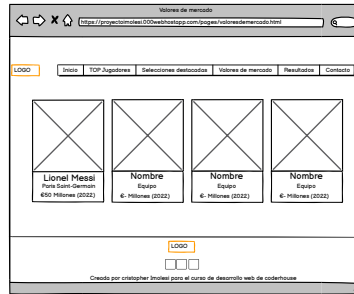 Valores de mercado
https://proyectoimolesi.000webhostapp.com/pages/valoresdemercado.html
LOGO
Inicio
TOP Jugadores
Selecciones destacadas
Valores de mercado
Resultados
Contacto
Lionel Messi
Paris Saint-Germain
€50 Millones (2022)
Nombre
Equipo
€- Millones (2022)
Nombre
Equipo
€- Millones (2022)
Nombre
Equipo
€- Millones (2022)
LOGO
Creada por cristopher Imolesi para el curso de desarrollo web de coderhouse